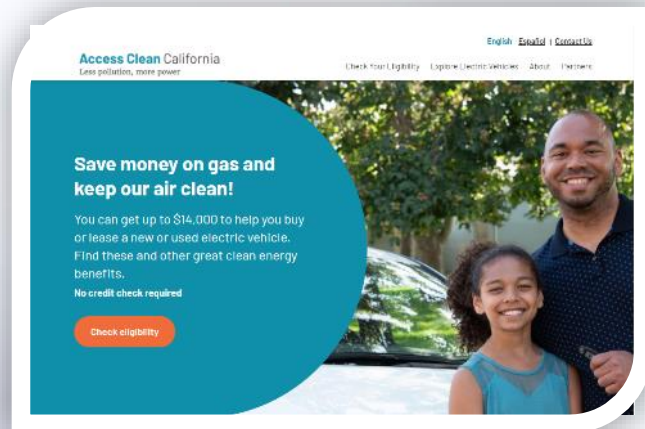 English Español | Contact Us
Access Clean California
Less pollution, more power
Check Your Eligibility Explore Electric Vehicles About Partners
Save money on gas and
keep our air clean!
You can get up to $14,000 to help you buy
or lease a new or used electric vehicle.
Find these and other great clean energy
benefits.
No credit check required
Check eligibility